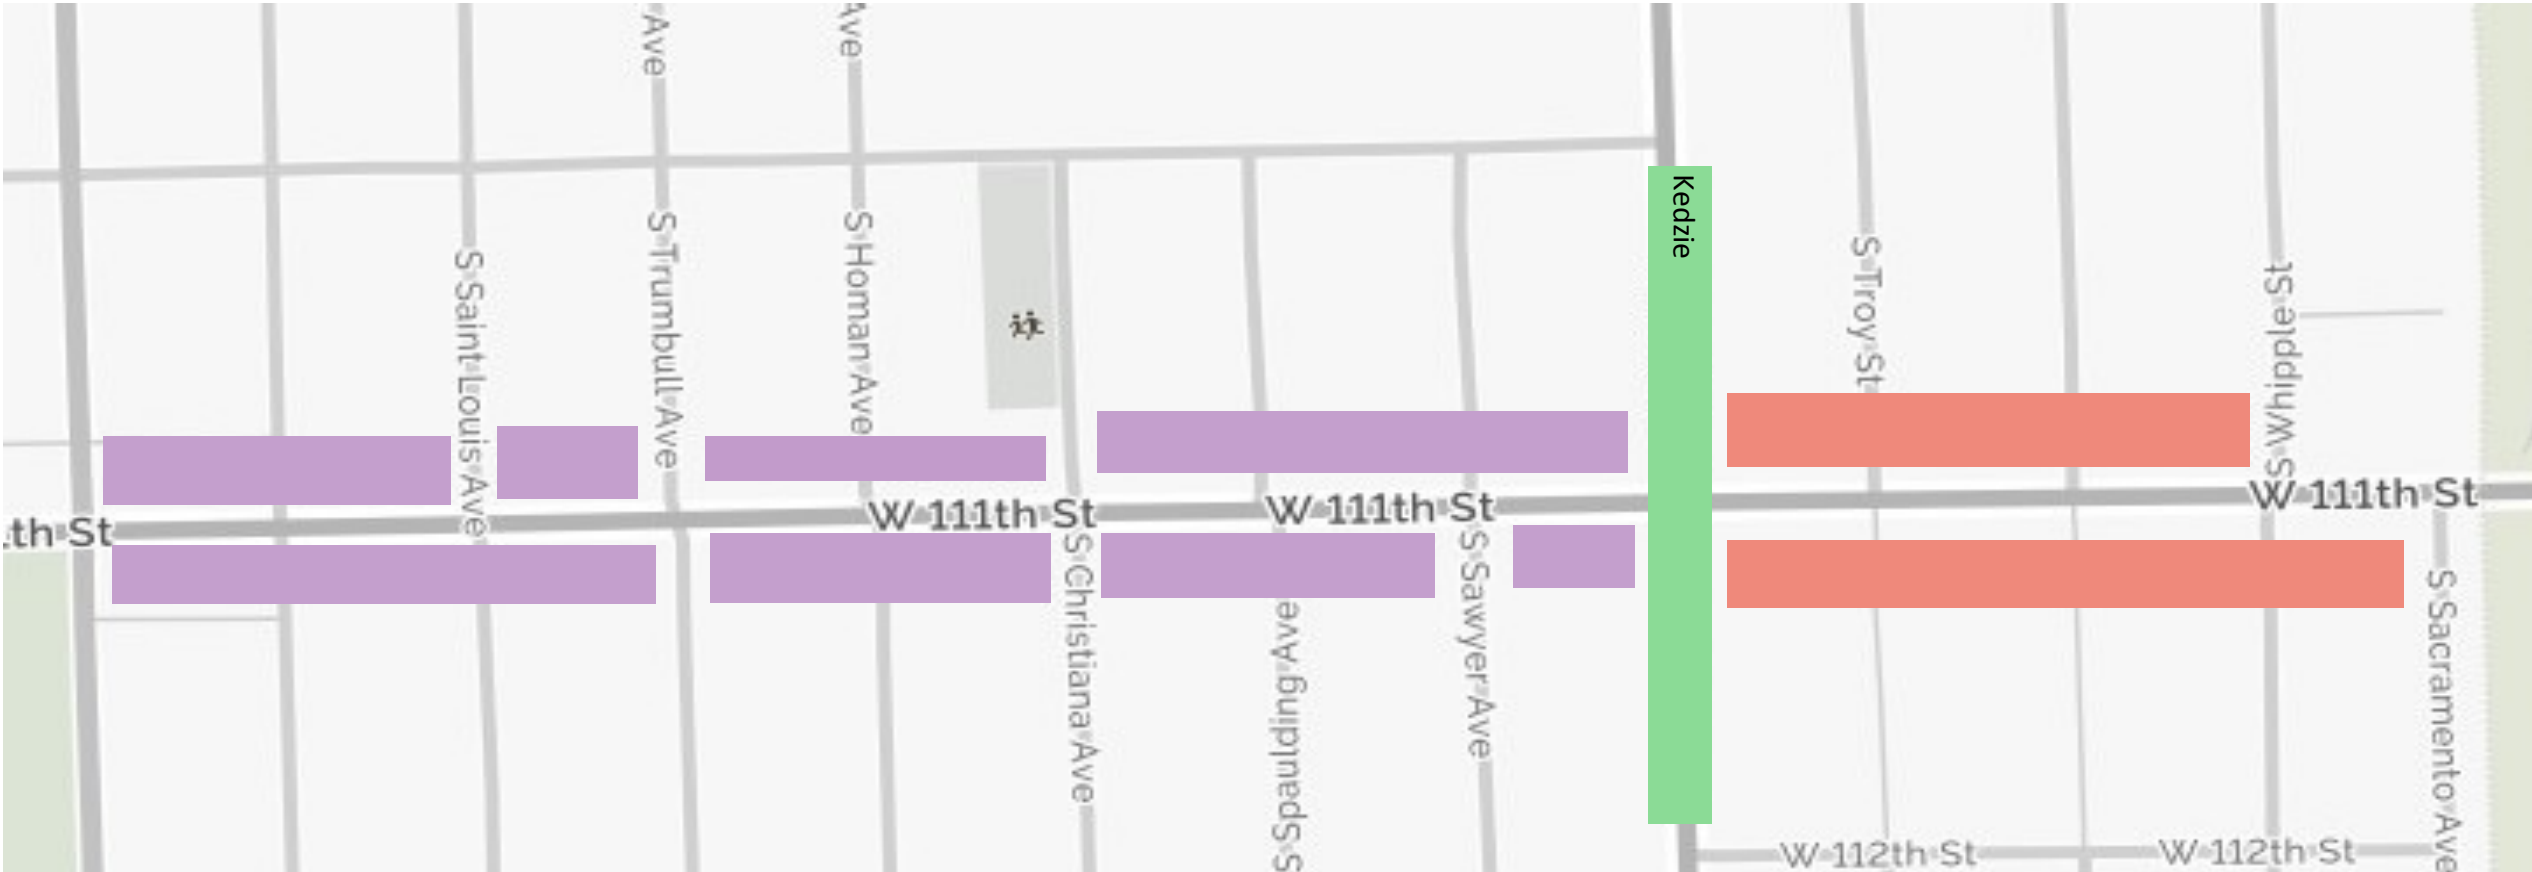 Ave
Ave
Kedzie
S Saint Louis Ave
S Trumbull Ave
S Homan Ave
S Troy St
S Whipple St
th St
W 111th St
W 111th St
W 111th St
S Christiana Ave
S Spaulding Ave
S Sawyer Ave
S Sacramento Ave
W 112th St
W 112th St